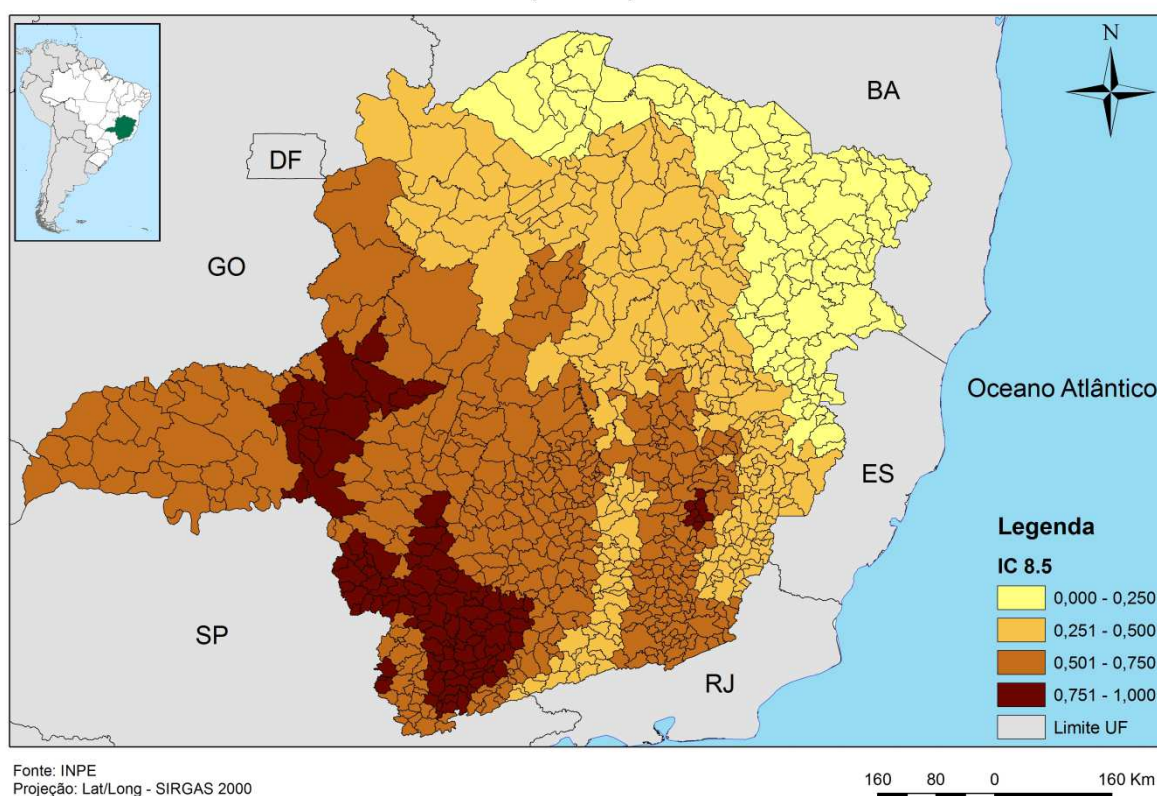 N
BA
DF
GO
Oceano Atlântico
ES
SP
RJ
Legenda
IC 8.5
0,000 - 0,250
0,251 - 0,500
0,501 - 0,750
0,751 - 1,000
Limite UF
Fonte: INPE
Projeção: Lat/Long - SIRGAS 2000
160 80 0 160 Km